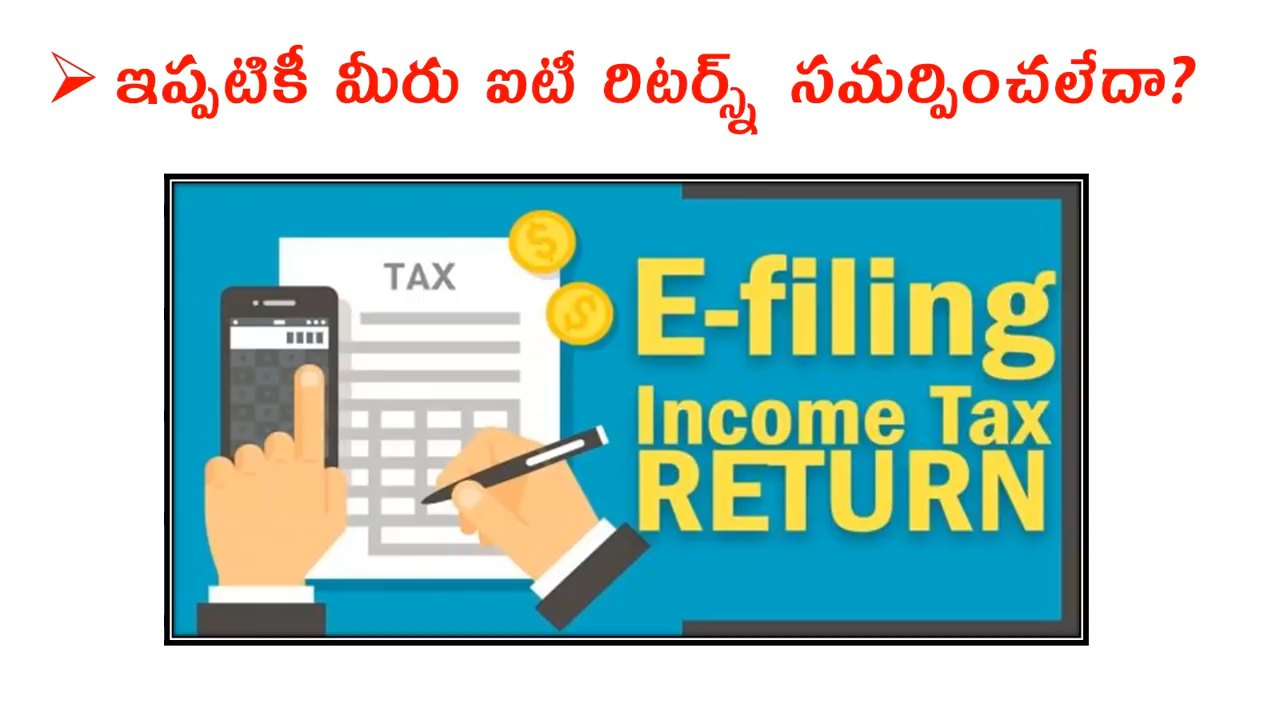 ఇప్పటికీ మీరు ఐటీ రిటర్న్స్ సమర్పించలేదా?
TAX
E-filing
Income Tax
RETURN